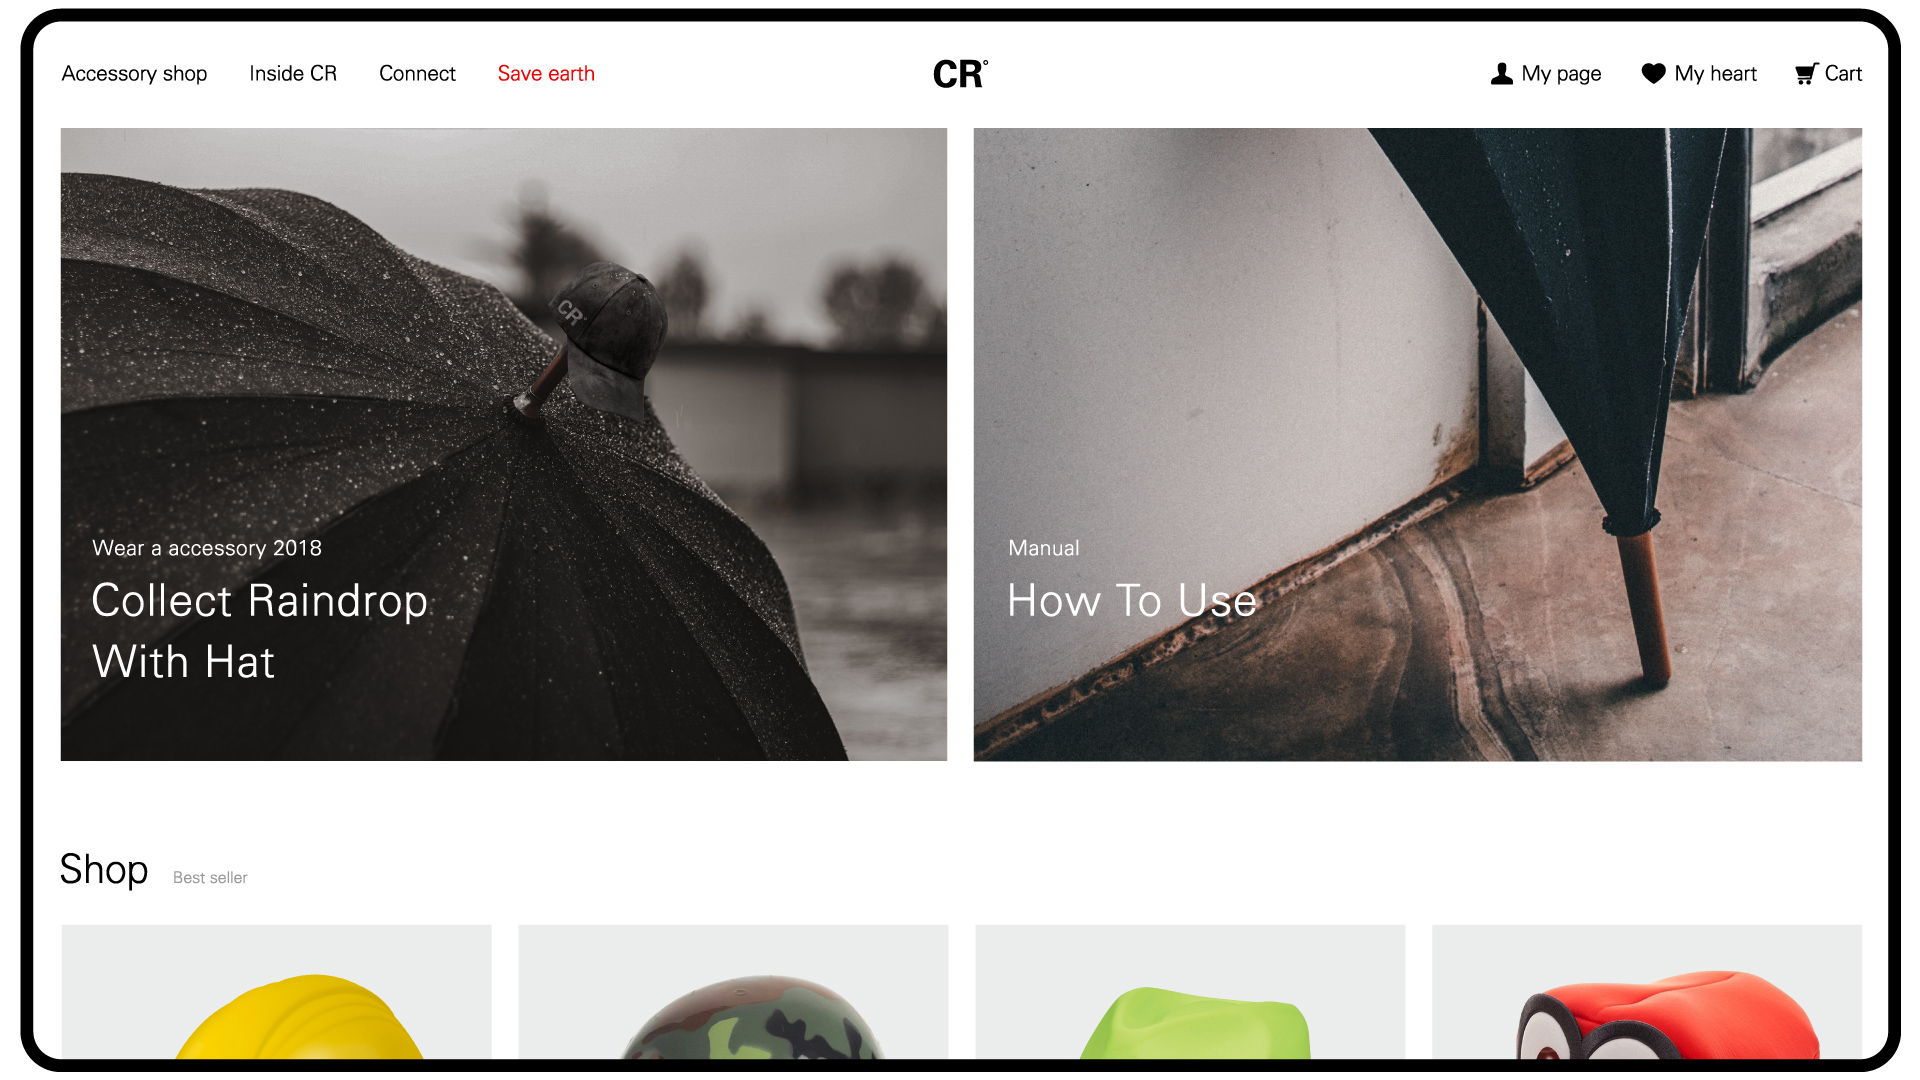 Accessory shop
Inside CR
Connect
Save earth
CR°
My page
My heart
Cart
CR°
Wear a accessory 2018
Collect Raindrop
With Hat
Manual
How To Use
Shop
Best seller